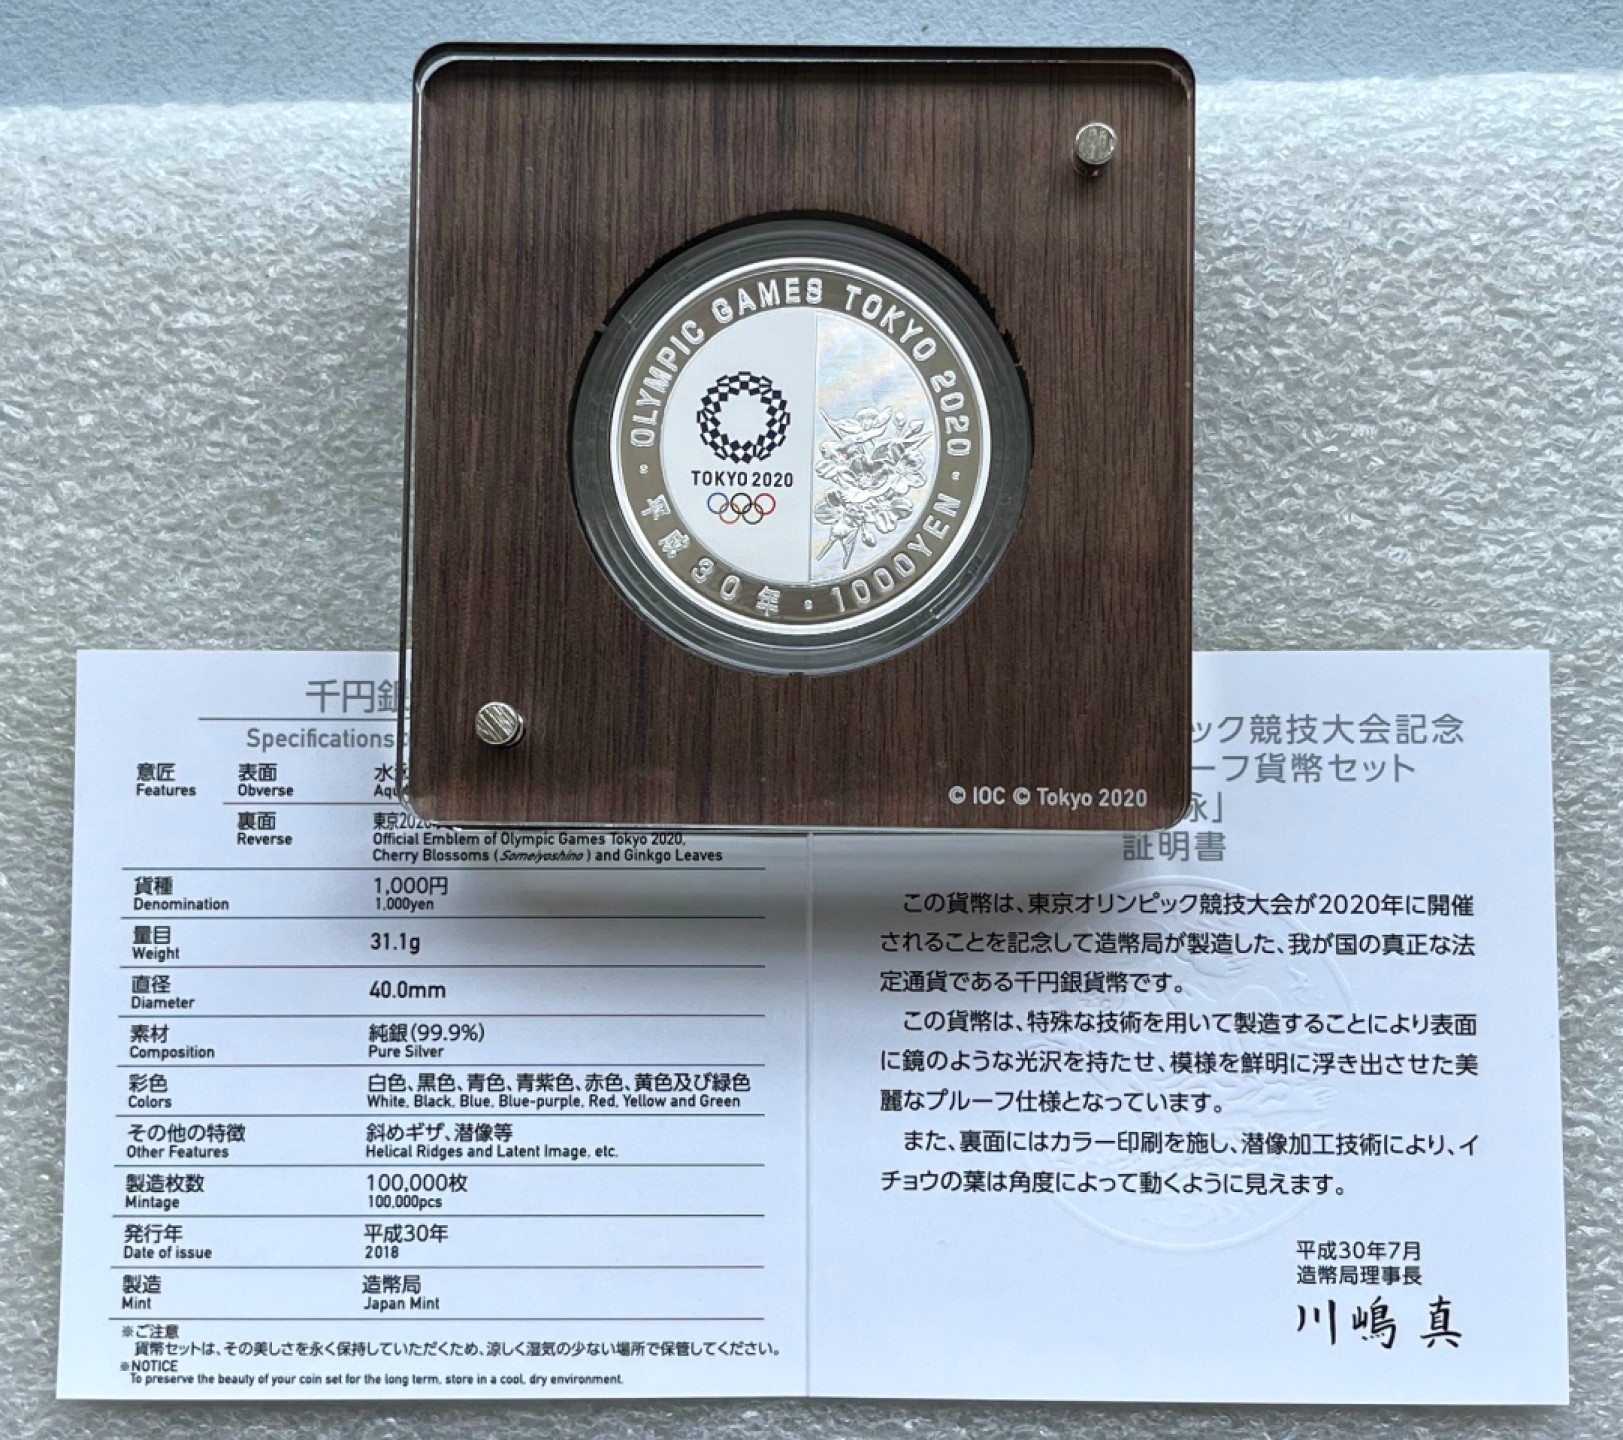 OLYMPIC GAMES TOKYO 2020
平成30年・1000YEN
TOKYO 2020
© IOC © Tokyo 2020
千円銀
Specifications
意匠 表面 水
Features Obverse
裏面 東京2020
Reverse Official Emblem of Olympic Games Tokyo 2020,
Cherry Blossoms (Someiyoshino) and Ginkgo Leaves
貨種 1,000円
Denomination 1,000yen
量目
Weight 31.1g
直径
Diameter 40.0mm
素材 純銀(99.9%)
Composition Pure Silver
彩色 白色、黒色、青色、青紫色、赤色、黄色及び緑色
Colors White, Black, Blue, Blue-purple, Red, Yellow and Green
その他の特徴 斜めギザ、潜像等
Other Features Helical Ridges and Latent Image, etc.
製造枚数 100,000枚
Mintage 100,000pcs
発行年 平成30年
Date of issue 2018
製造 造幣局
Mint Japan Mint
※ご注意
貨幣セットは、その美しさを永く保持していただくため、涼しく湿気の少ない場所で保管してください。
※NOTICE
To preserve the beauty of your coin set for the long term, store in a cool, dry environment.
ック競技大会記念
ーフ貨幣セット
泳」
証明書
この貨幣は、東京オリンピック競技大会が2020年に開催
されることを記念して造幣局が製造した、我が国の真正な法
定通貨である千円銀貨幣です。
この貨幣は、特殊な技術を用いて製造することにより表面
に鏡のような光沢を持たせ、模様を鮮明に浮き出させた美
麗なプルーフ仕様となっています。
また、裏面にはカラー印刷を施し、潜像加工技術により、イ
チョウの葉は角度によって動くように見えます。
平成30年7月
造幣局理事長
川嶋 真